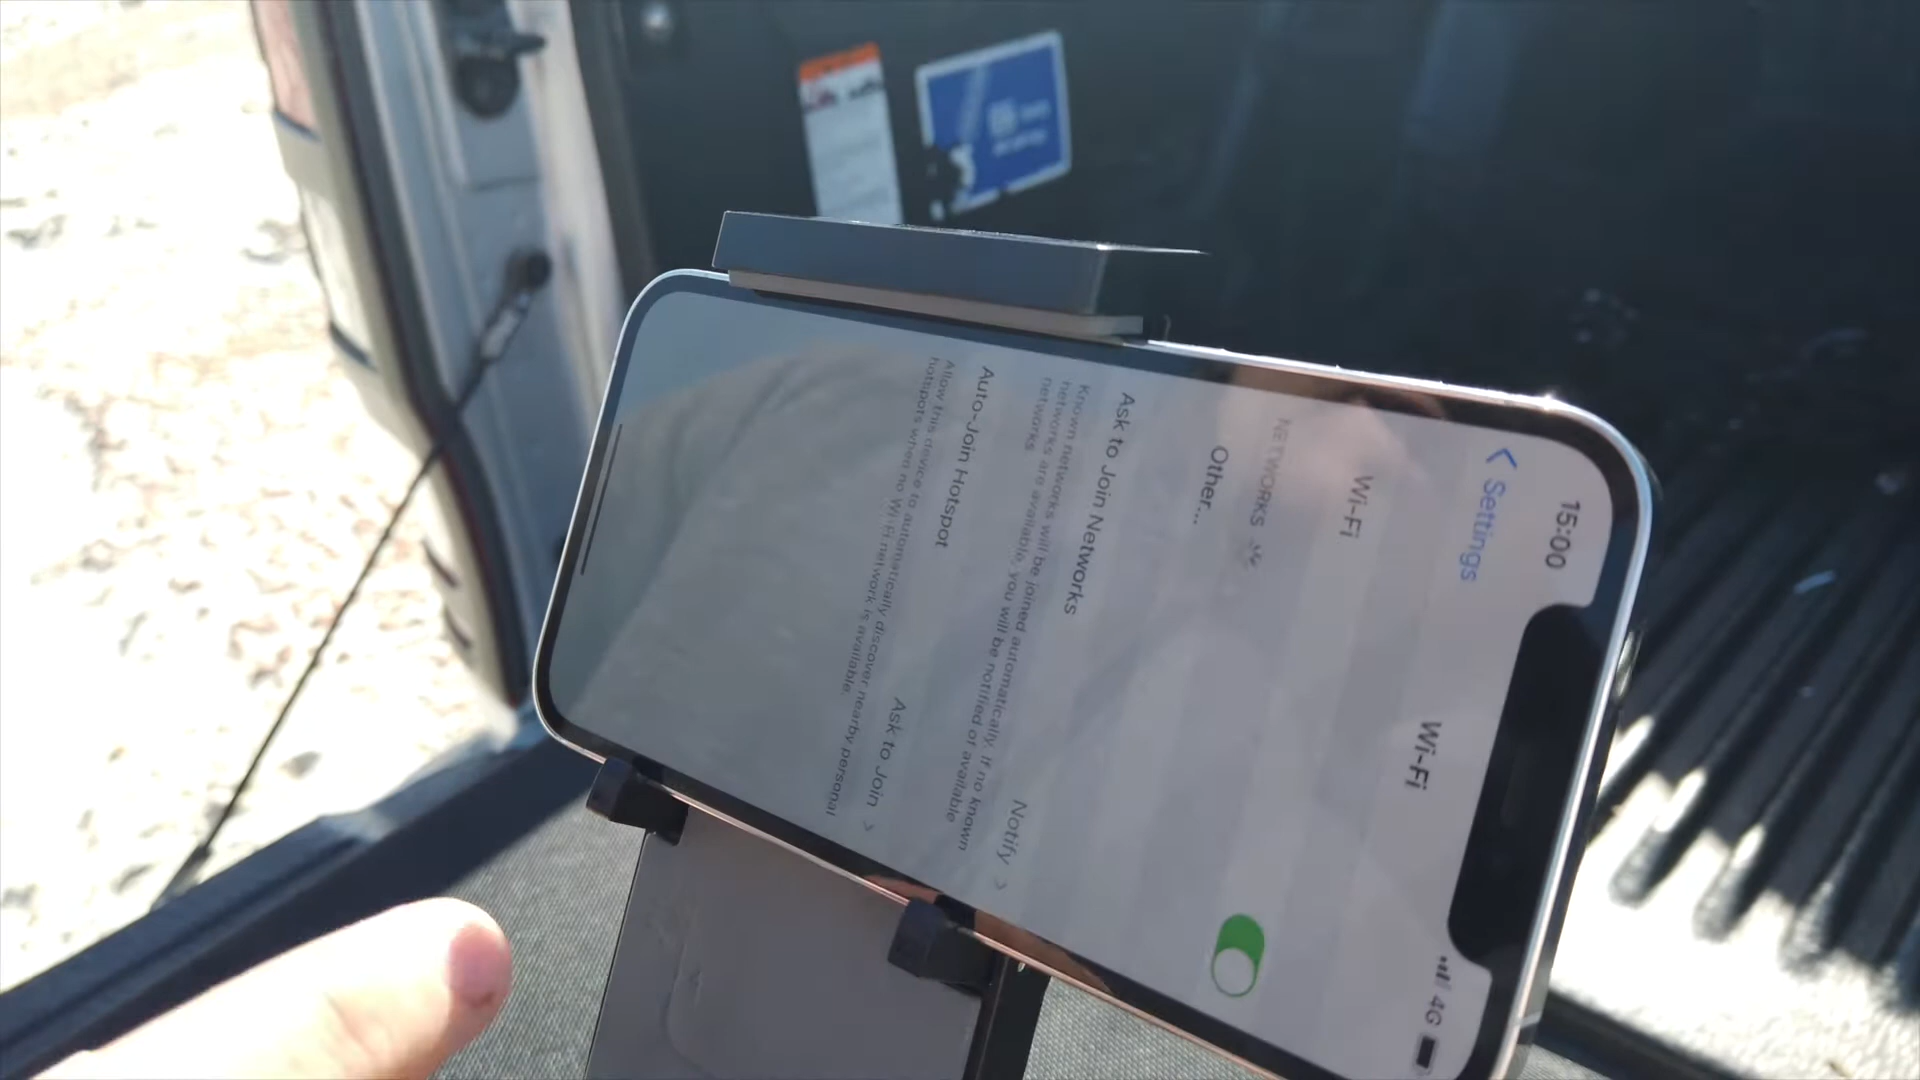 15:00
4G
Settings
Wi-Fi
Wi-Fi
NETWORKS
Other...
Ask to Join Networks
Notify
Known networks will be joined automatically. If no known
networks are available, you will be notified of available
networks.
Auto-Join Hotspot
Ask to Join
Allow this device to automatically discover nearby personal
hotspots when no Wi-Fi network is available.